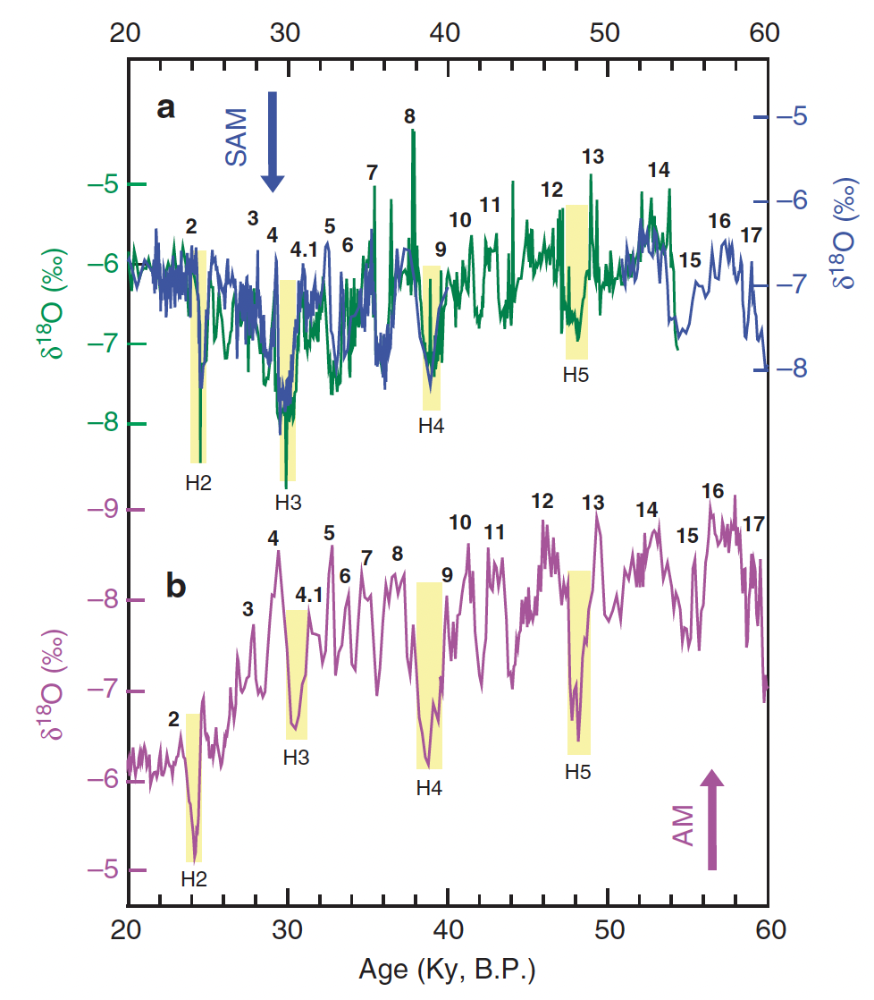 20 30 40 50 60
a
SAM
–5
–6
–7
–8
δ18O (‰)
–5
–6
–7
–8
δ18O (‰)
2 3 4 4.1 5 6 7 8 9 10 11 12 13 14 15 16 17
H2 H3 H4 H5
b
–9
–8
–7
–6
–5
δ18O (‰)
2 3 4 4.1 5 6 7 8 9 10 11 12 13 14 15 16 17
H2 H3 H4 H5
AM
20 30 40 50 60
Age (Ky, B.P.)